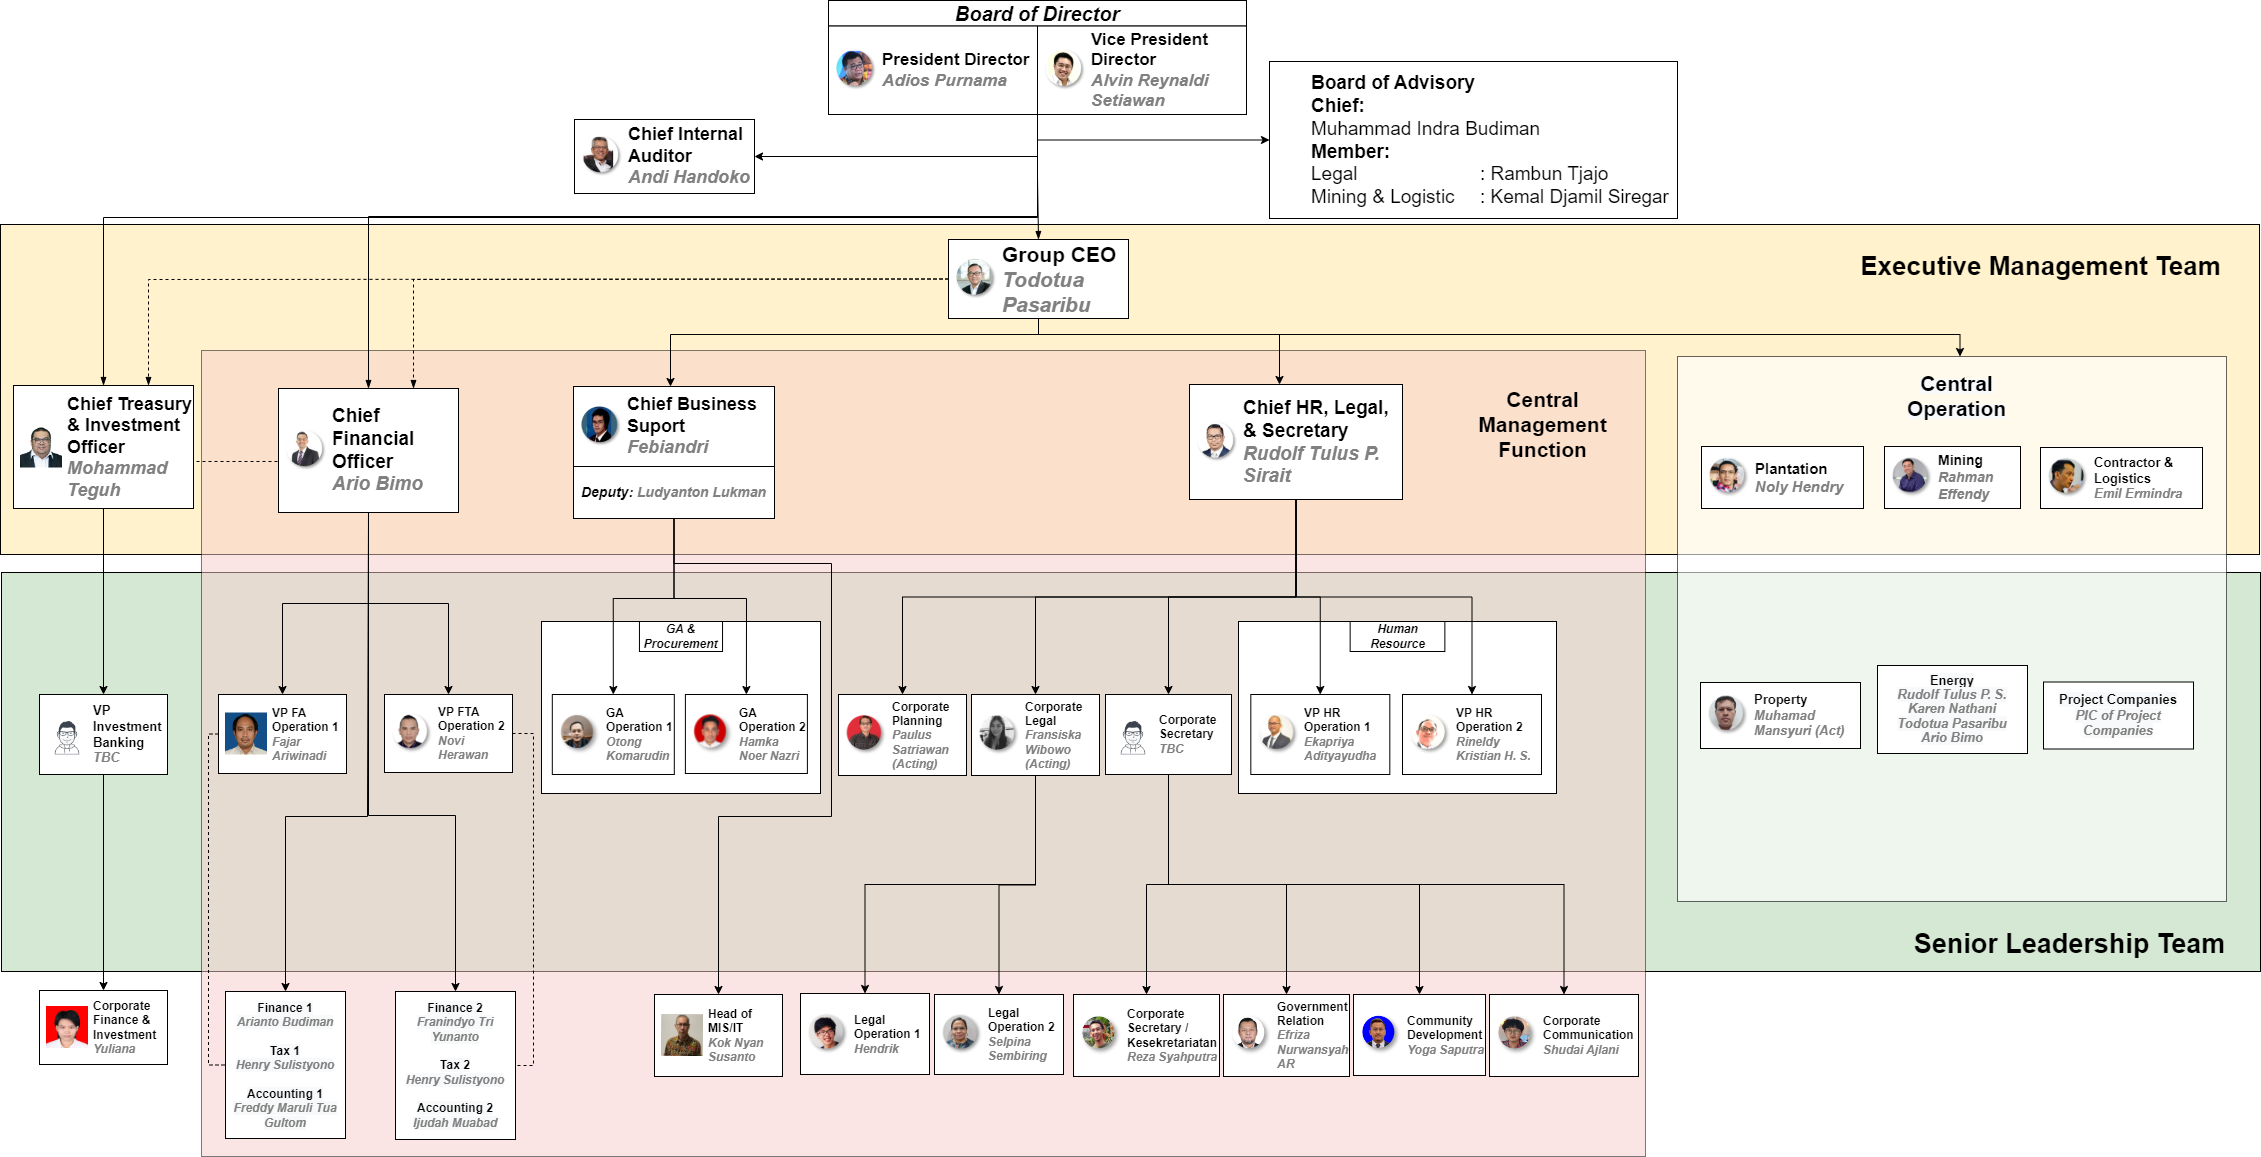 Board of Director
President Director
Adios Purnama
Vice President
Director
Alvin Reynaldi
Setiawan
Board of Advisory
Chief:
Muhammad Indra Budiman
Member:
Legal : Rambun Tjajo
Mining & Logistic : Kemal Djamil Siregar
Chief Internal
Auditor
Andi Handoko
Executive Management Team
Group CEO
Todotua
Pasaribu
Chief Treasury
& Investment
Officer
Mohammad
Teguh
Chief
Financial
Officer
Ario Bimo
Chief Business
Suport
Febiandri
Deputy: Ludyanton Lukman
Chief HR, Legal,
& Secretary
Rudolf Tulus P.
Sirait
Central
Management
Function
Central
Operation
Plantation
Noly Hendry
Mining
Rahman
Effendy
Contractor &
Logistics
Emil Ermindra
VP
Investment
Banking
TBC
VP FA
Operation 1
Fajar
Ariwinadi
VP FTA
Operation 2
Novi
Herawan
GA &
Procurement
GA
Operation 1
Otong
Komarudin
GA
Operation 2
Hamka
Noer Nazri
Corporate
Planning
Paulus
Satriawan
(Acting)
Corporate
Legal
Fransiska
Wibowo
(Acting)
Corporate
Secretary
TBC
Human
Resource
VP HR
Operation 1
Ekapriya
Adityayudha
VP HR
Operation 2
Rineldy
Kristian H. S.
Property
Muhamad
Mansyuri (Act)
Energy
Rudolf Tulus P. S.
Karen Nathani
Todotua Pasaribu
Ario Bimo
Project Companies
PIC of Project
Companies
Senior Leadership Team
Corporate
Finance &
Investment
Yuliana
Finance 1
Arianto Budiman
Tax 1
Henry Sulistyono
Accounting 1
Freddy Maruli Tua
Gultom
Finance 2
Franindyo Tri
Yunanto
Tax 2
Henry Sulistyono
Accounting 2
Ijudah Muabad
Head of
MIS/IT
Kok Nyan
Susanto
Legal
Operation 1
Hendrik
Legal
Operation 2
Selpina
Sembiring
Corporate
Secretary /
Kesekretariatan
Reza Syahputra
Government
Relation
Efriza
Nurwansyah
AR
Community
Development
Yoga Saputra
Corporate
Communication
Shudai Ajlani